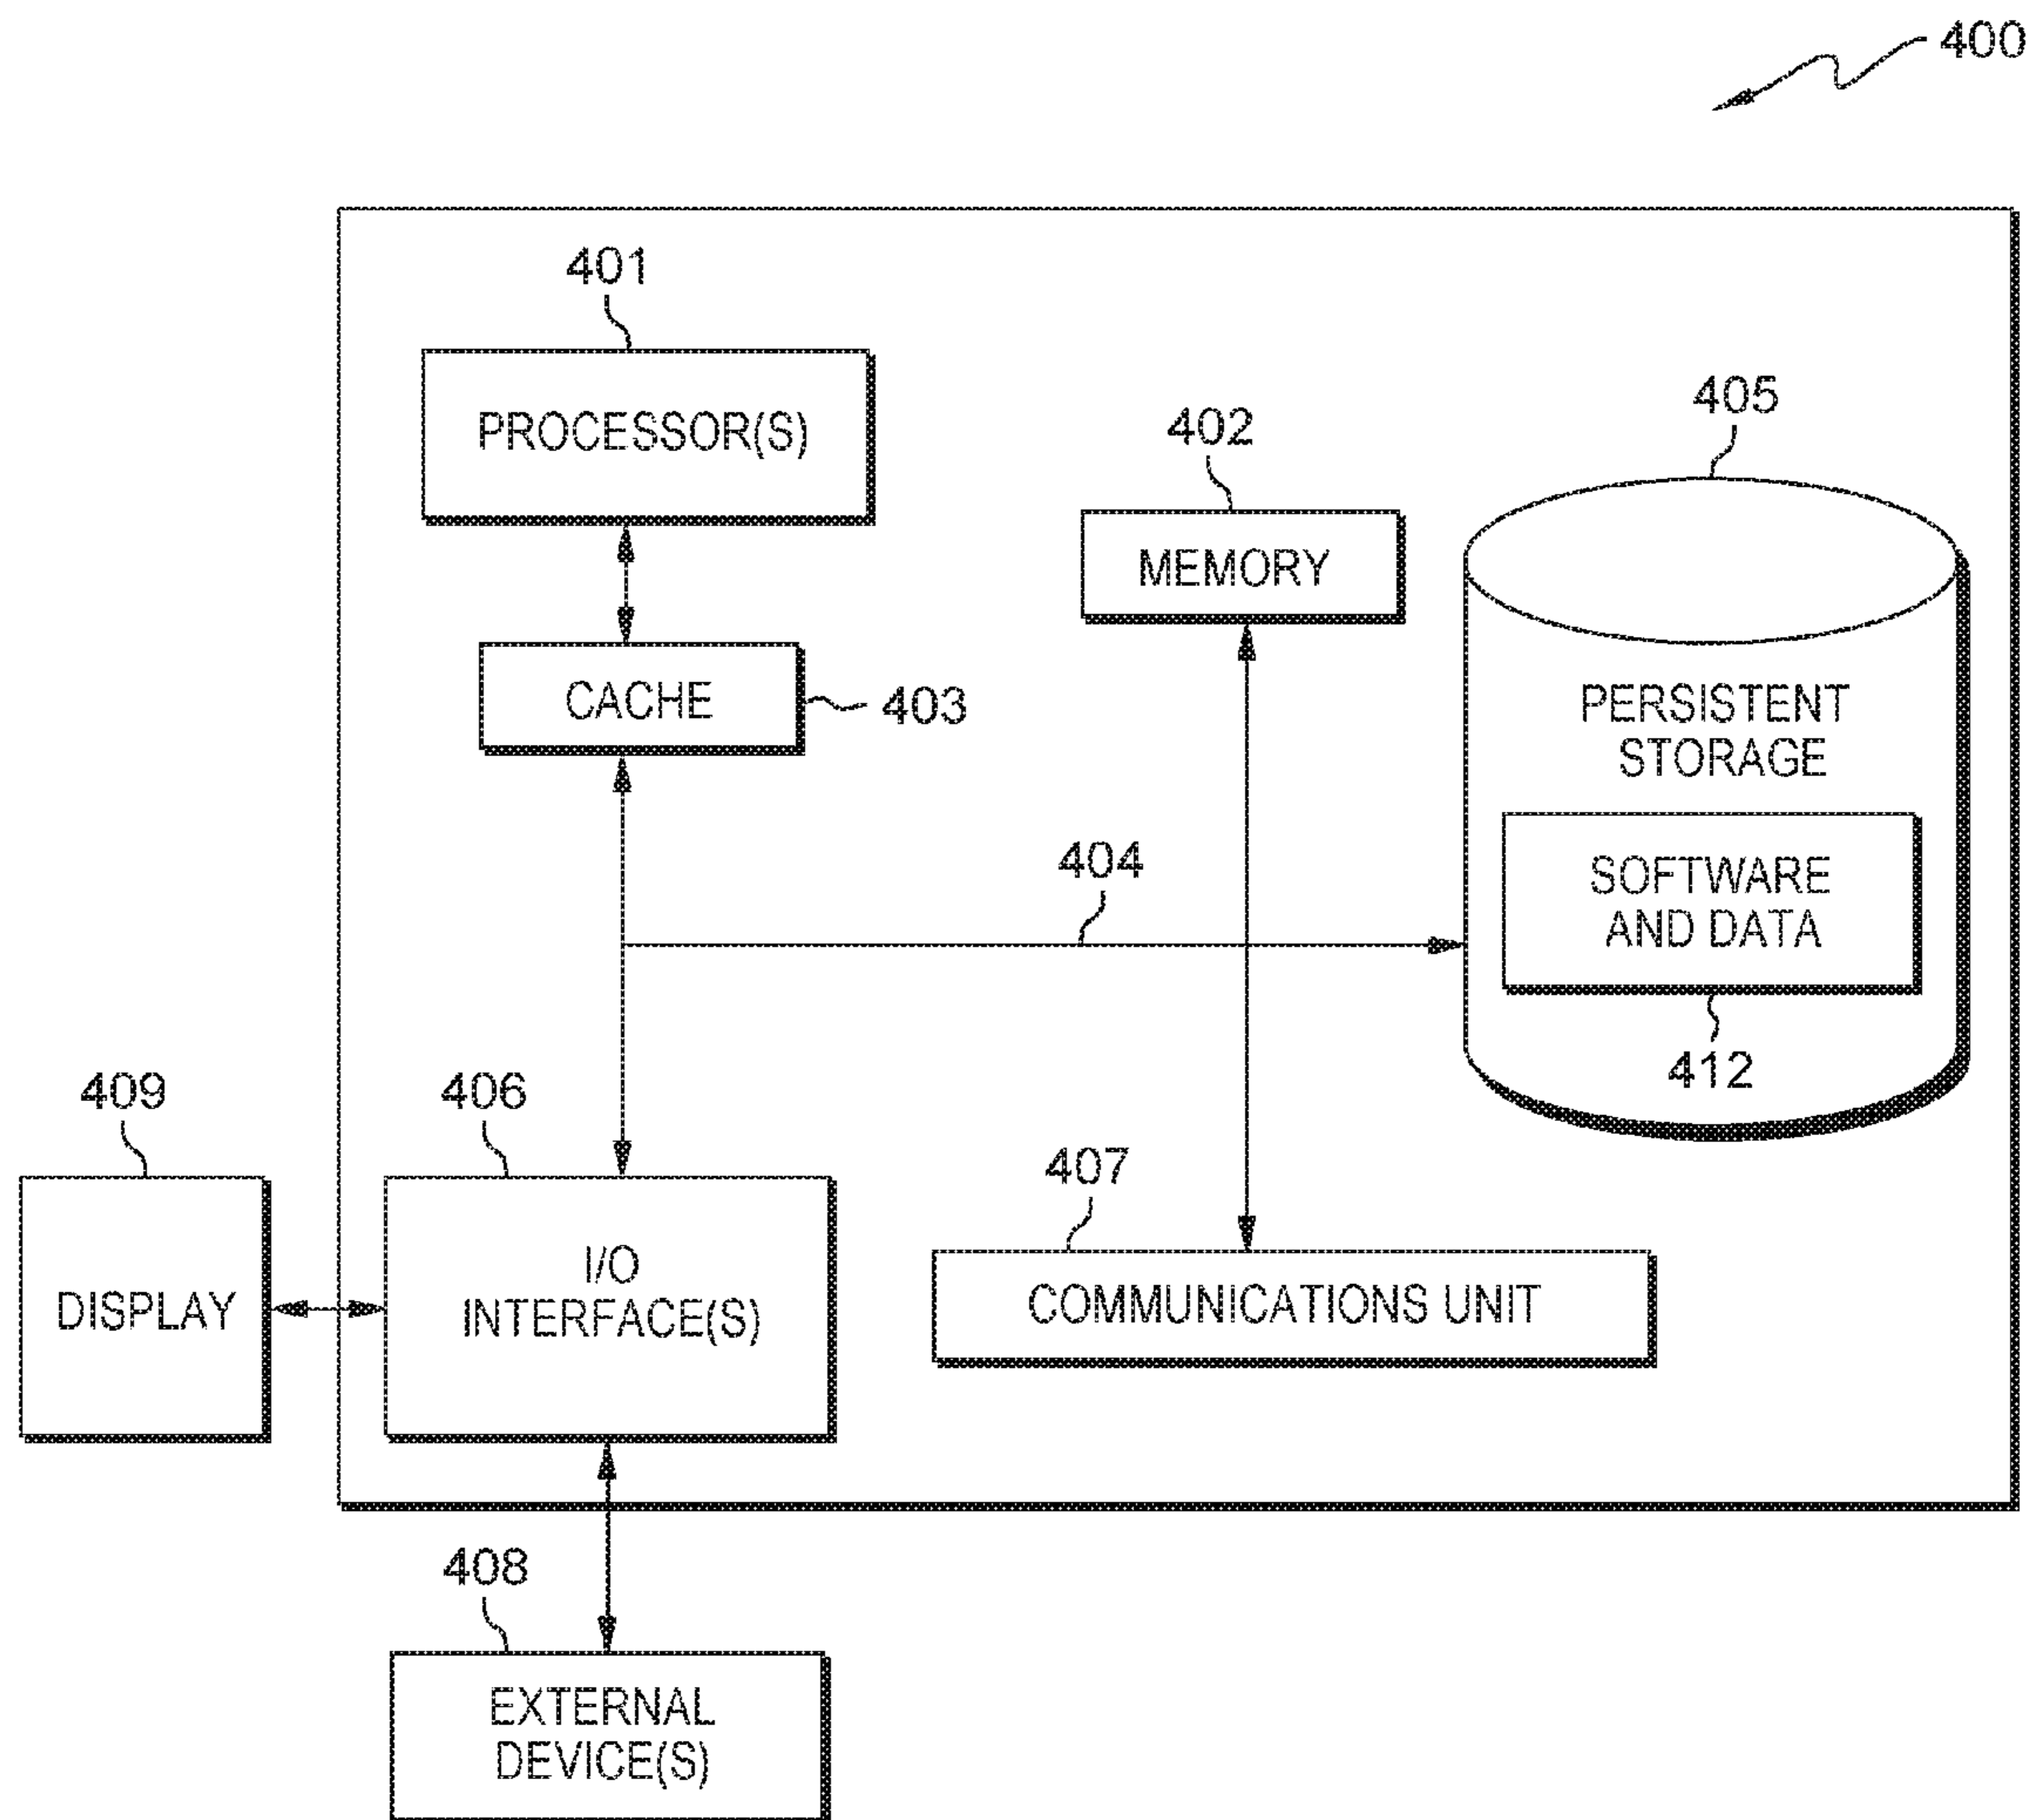 400
401
PROCESSOR(S)
402
MEMORY
405
CACHE
403
PERSISTENT
STORAGE
404
SOFTWARE
AND DATA
412
409
DISPLAY
406
I/O
INTERFACE(S)
407
COMMUNICATIONS UNIT
408
EXTERNAL
DEVICE(S)